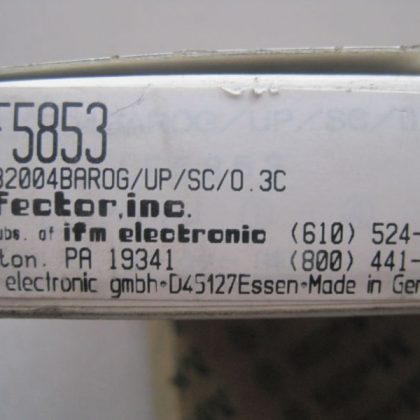 F5853
B2004BAROG/UP/SC/0.3C
fector,inc.
ubs. of ifm electronic (610) 524-
ton. PA 19341 (800) 441-
electronic gmbh·D45127Essen·Made in Ger